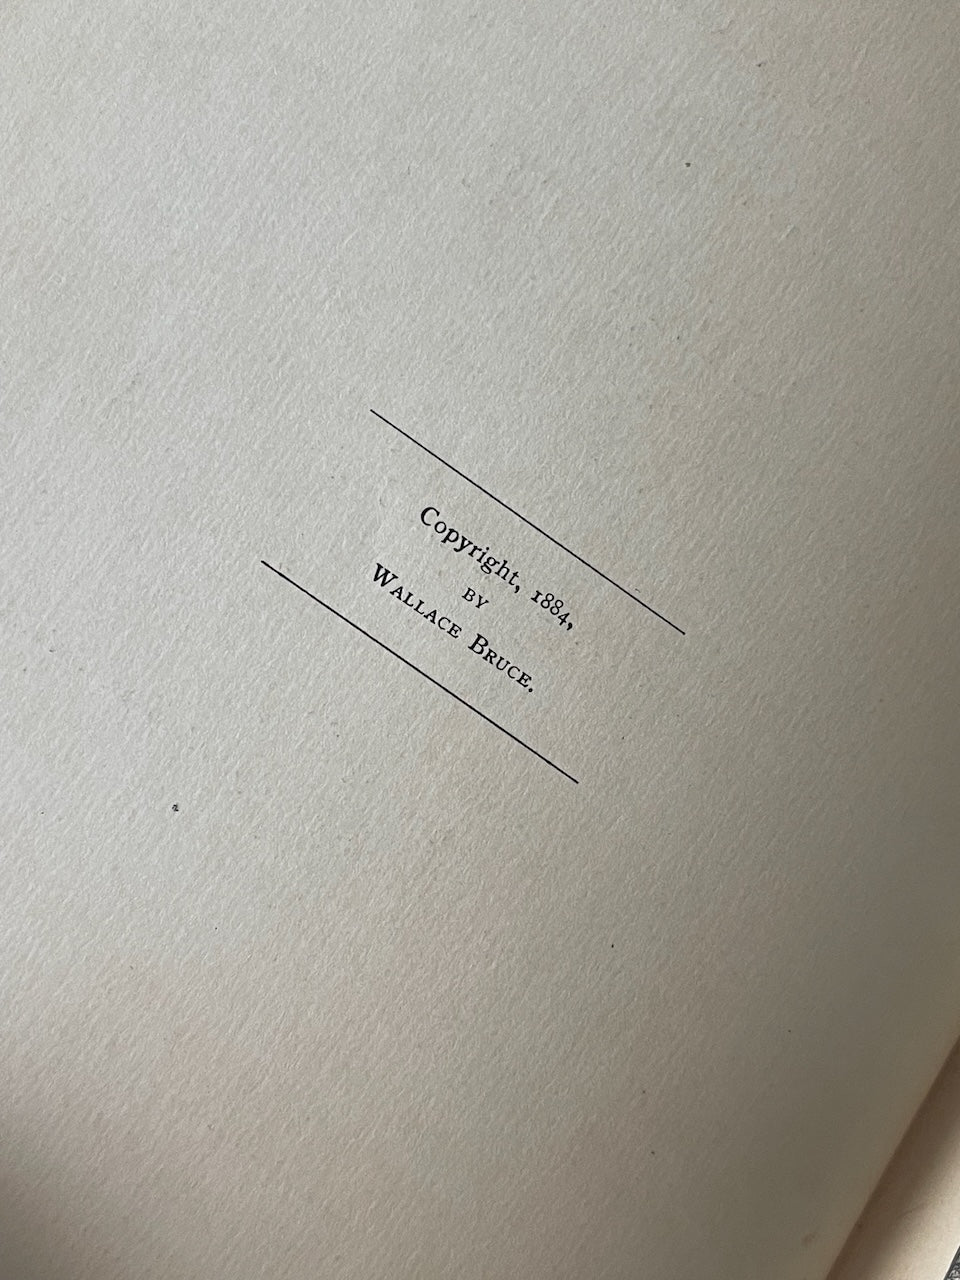 Copyright, 1884,
BY
WALLACE BRUCE.